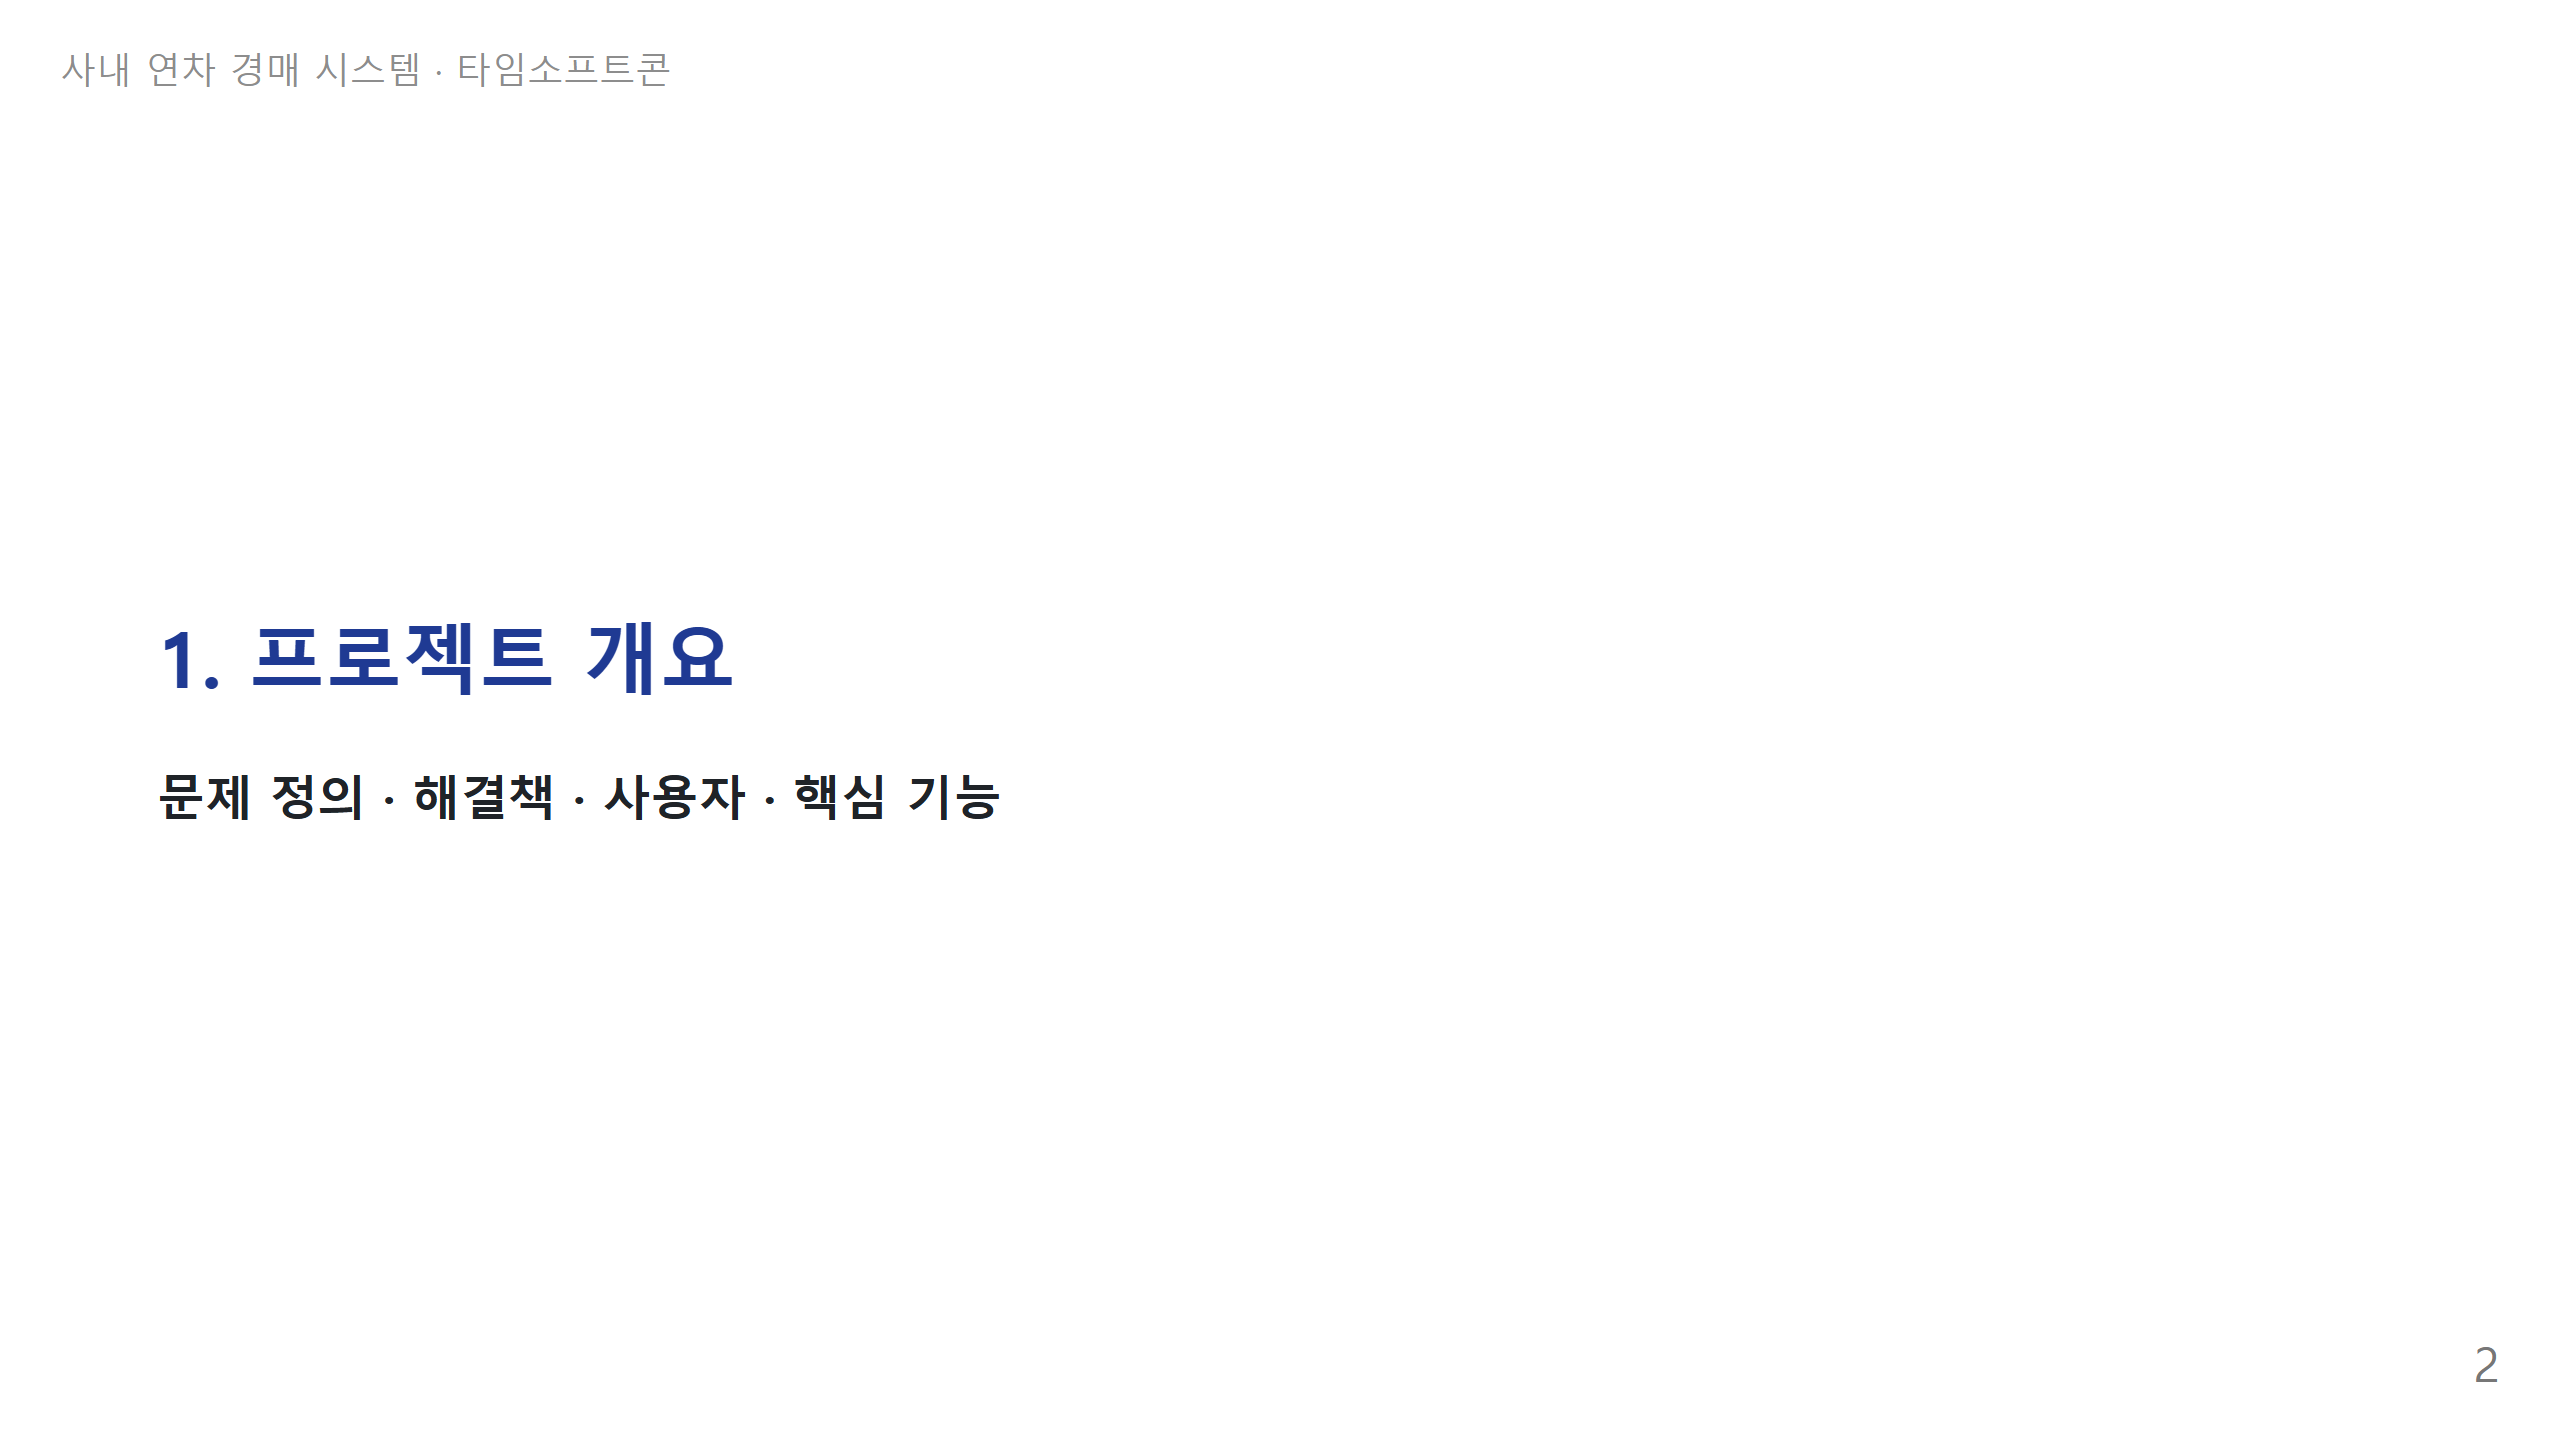 사내 연차 경매 시스템 · 타임소프트콘
1. 프로젝트 개요
문제 정의 · 해결책 · 사용자 · 핵심 기능
2